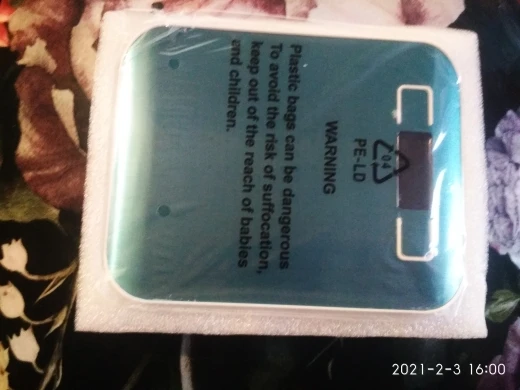 04
PE-LD
WARNING
Plastic bags can be dangerous
To avoid the risk of suffocation,
keep out of the reach of babies
and children.
2021-2-3 16:00